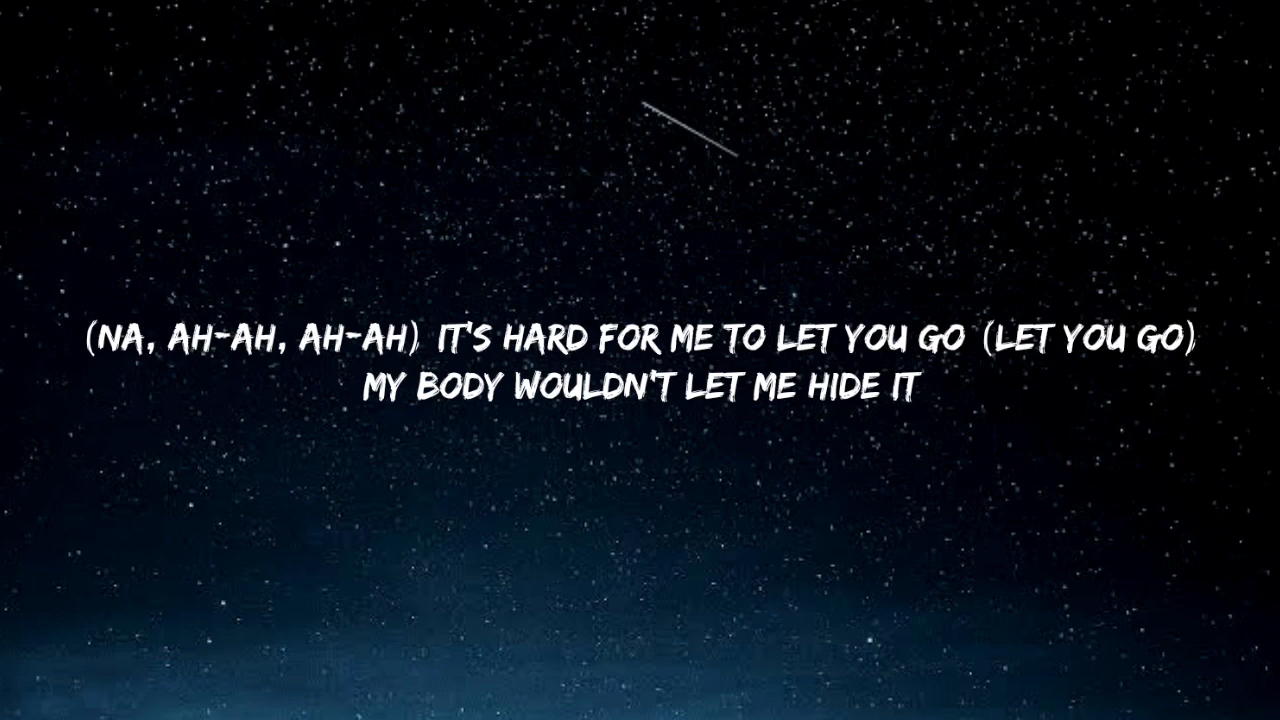 (NA, AH-AH, AH-AH) IT'S HARD FOR ME TO LET YOU GO (LET YOU GO)
MY BODY WOULDN'T LET ME HIDE IT